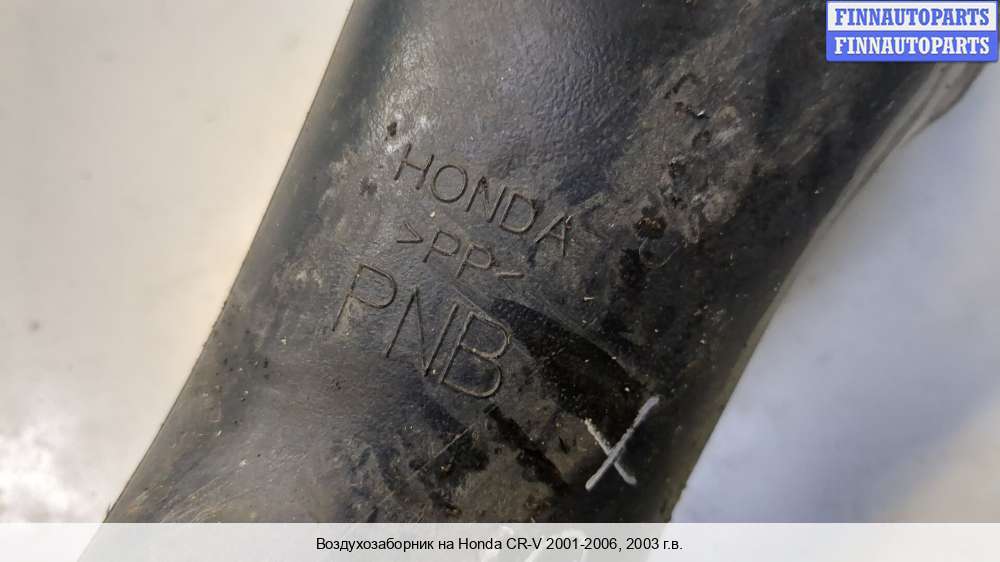 FINNAUTOPARTS
FINNAUTOPARTS
HONDA
>PP<
PNB
X
Воздухозаборник на Honda CR-V 2001-2006, 2003 г.в.